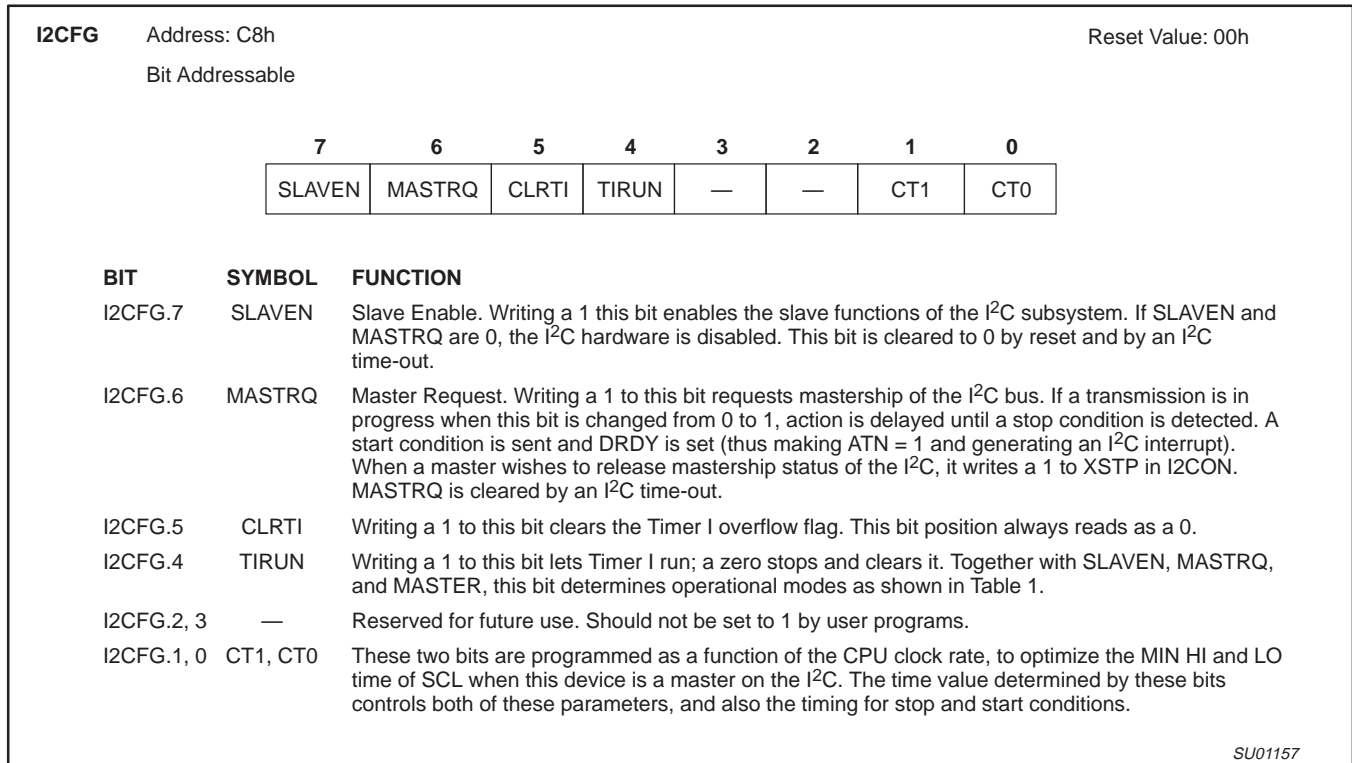 I2CFG Address: C8h Reset Value: 00h
Bit Addressable
7 6 5 4 3 2 1 0
SLAVEN MASTRQ CLRTI TIRUN — — CT1 CT0
BIT SYMBOL FUNCTION
I2CFG.7 SLAVEN Slave Enable. Writing a 1 this bit enables the slave functions of the I2C subsystem. If SLAVEN and
MASTRQ are 0, the I2C hardware is disabled. This bit is cleared to 0 by reset and by an I2C
time-out.
I2CFG.6 MASTRQ Master Request. Writing a 1 to this bit requests mastership of the I2C bus. If a transmission is in
progress when this bit is changed from 0 to 1, action is delayed until a stop condition is detected. A
start condition is sent and DRDY is set (thus making ATN = 1 and generating an I2C interrupt).
When a master wishes to release mastership status of the I2C, it writes a 1 to XSTP in I2CON.
MASTRQ is cleared by an I2C time-out.
I2CFG.5 CLRTI Writing a 1 to this bit clears the Timer I overflow flag. This bit position always reads as a 0.
I2CFG.4 TIRUN Writing a 1 to this bit lets Timer I run; a zero stops and clears it. Together with SLAVEN, MASTRQ,
and MASTER, this bit determines operational modes as shown in Table 1.
I2CFG.2, 3 — Reserved for future use. Should not be set to 1 by user programs.
I2CFG.1, 0 CT1, CT0 These two bits are programmed as a function of the CPU clock rate, to optimize the MIN HI and LO
time of SCL when this device is a master on the I2C. The time value determined by these bits
controls both of these parameters, and also the timing for stop and start conditions.
SU01157